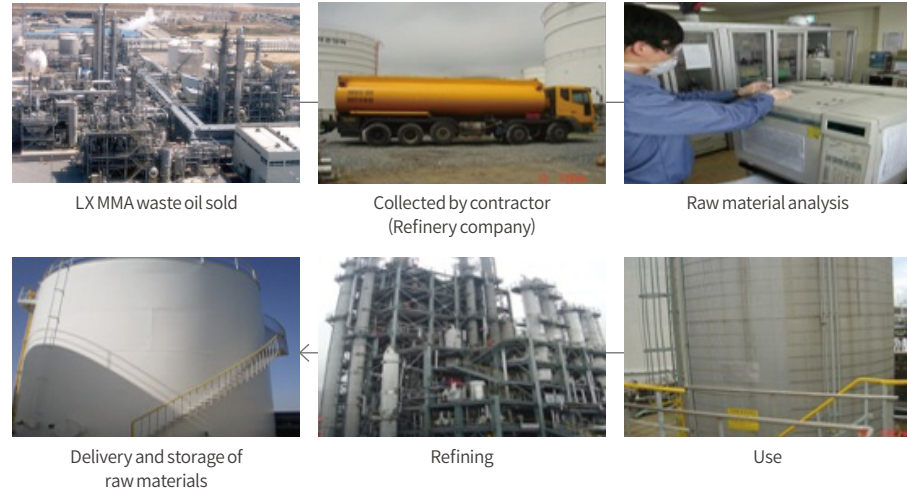 LX MMA waste oil sold
Collected by contractor
(Refinery company)
Raw material analysis
Delivery and storage of
raw materials
Refining
Use